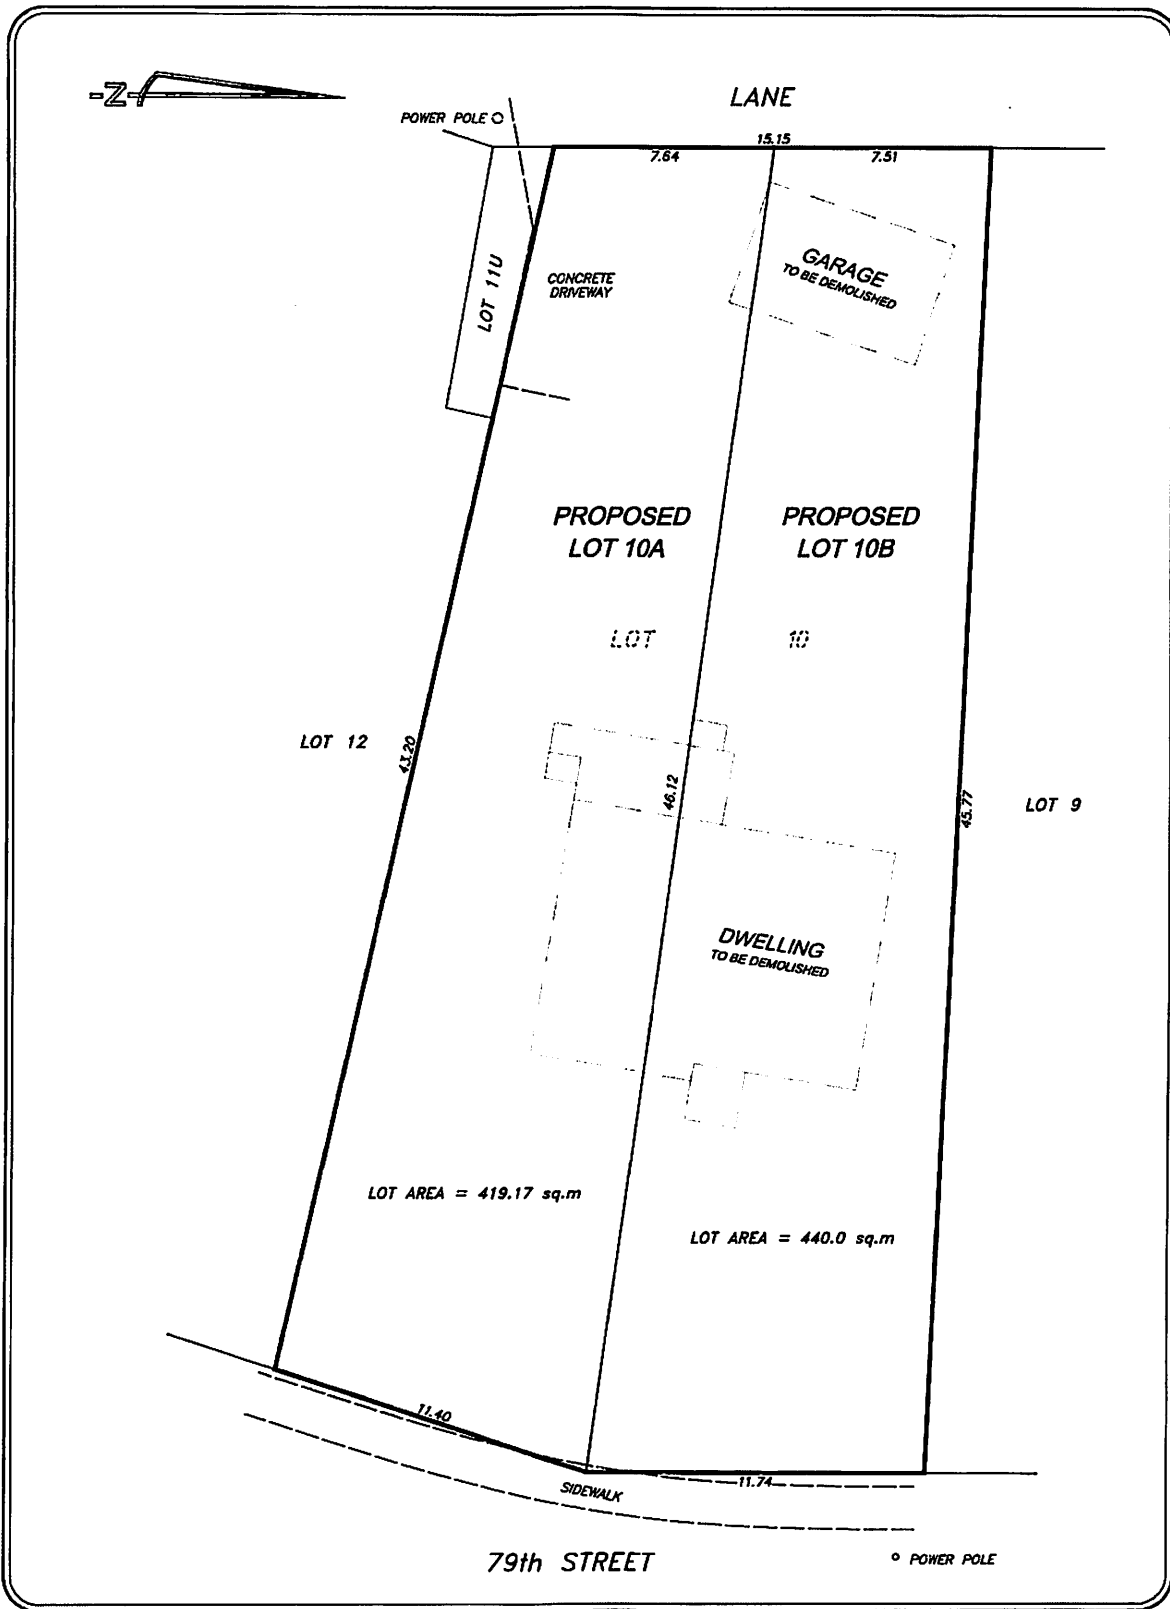 -Z-
LANE
POWER POLE
15.15
7.64
7.51
LOT 11U
CONCRETE
DRIVEWAY
GARAGE
TO BE DEMOLISHED
PROPOSED
LOT 10A
PROPOSED
LOT 10B
LOT 10
LOT 12
43.20
46.12
45.77
LOT 9
DWELLING
TO BE DEMOLISHED
LOT AREA = 419.17 sq.m
LOT AREA = 440.0 sq.m
11.40
11.74
SIDEWALK
79th STREET
POWER POLE